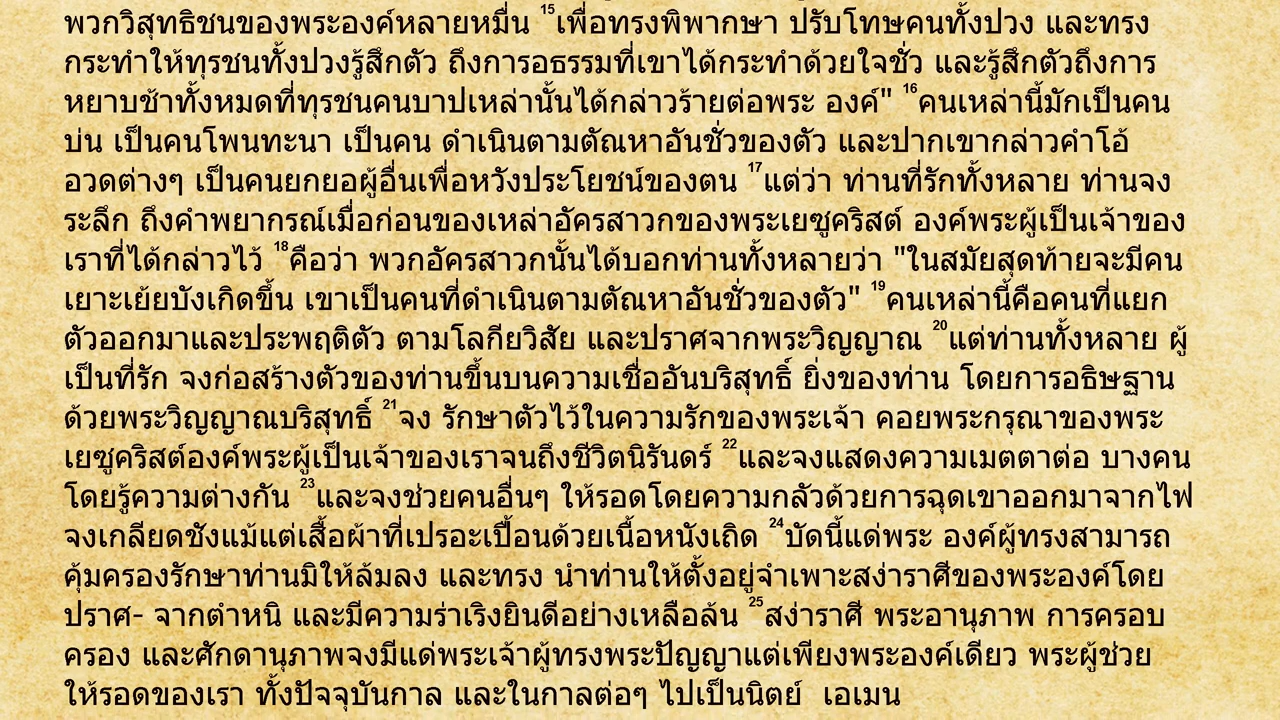 พวกวิสุทธิชนของพระองค์หลายหมื่น 15เพื่อทรงพิพากษา ปรับโทษคนทั้งปวง และทรง
กระทำให้ทุรชนทั้งปวงรู้สึกตัว ถึงการอธรรมที่เขาได้กระทำด้วยใจชั่ว และรู้สึกตัวถึงการ
หยาบช้าทั้งหมดที่ทุรชนคนบาปเหล่านั้นได้กล่าวร้ายต่อพระ องค์" 16คนเหล่านี้มักเป็นคน
บ่น เป็นคนโพนทะนา เป็นคน ดำเนินตามตัณหาอันชั่วของตัว และปากเขากล่าวคำโอ้
อวดต่างๆ เป็นคนยกยอผู้อื่นเพื่อหวังประโยชน์ของตน 17แต่ว่า ท่านที่รักทั้งหลาย ท่านจง
ระลึก ถึงคำพยากรณ์เมื่อก่อนของเหล่าอัครสาวกของพระเยซูคริสต์ องค์พระผู้เป็นเจ้าของ
เราที่ได้กล่าวไว้ 18คือว่า พวกอัครสาวกนั้นได้บอกท่านทั้งหลายว่า "ในสมัยสุดท้ายจะมีคน
เยาะเย้ยบังเกิดขึ้น เขาเป็นคนที่ดำเนินตามตัณหาอันชั่วของตัว" 19คนเหล่านี้คือคนที่แยก
ตัวออกมาและประพฤติตัว ตามโลกียวิสัย และปราศจากพระวิญญาณ 20แต่ท่านทั้งหลาย ผู้
เป็นที่รัก จงก่อสร้างตัวของท่านขึ้นบนความเชื่ออันบริสุทธิ์ ยิ่งของท่าน โดยการอธิษฐาน
ด้วยพระวิญญาณบริสุทธิ์ 21จง รักษาตัวไว้ในความรักของพระเจ้า คอยพระกรุณาของพระ
เยซูคริสต์องค์พระผู้เป็นเจ้าของเราจนถึงชีวิตนิรันดร์ 22และจงแสดงความเมตตาต่อ บางคน
โดยรู้ความต่างกัน 23และจงช่วยคนอื่นๆ ให้รอดโดยความกลัวด้วยการฉุดเขาออกมาจากไฟ
จงเกลียดชังแม้แต่เสื้อผ้าที่เปรอะเปื้อนด้วยเนื้อหนังเถิด 24บัดนี้แด่พระ องค์ผู้ทรงสามารถ
คุ้มครองรักษาท่านมิให้ล้มลง และทรง นำท่านให้ตั้งอยู่จำเพาะสง่าราศีของพระองค์โดย
ปราศ- จากตำหนิ และมีความร่าเริงยินดีอย่างเหลือล้น 25สง่าราศี พระอานุภาพ การครอบ
ครอง และศักดานุภาพจงมีแด่พระเจ้าผู้ทรงพระปัญญาแต่เพียงพระองค์เดียว พระผู้ช่วย
ให้รอดของเรา ทั้งปัจจุบันกาล และในกาลต่อๆ ไปเป็นนิตย์ เอเมน